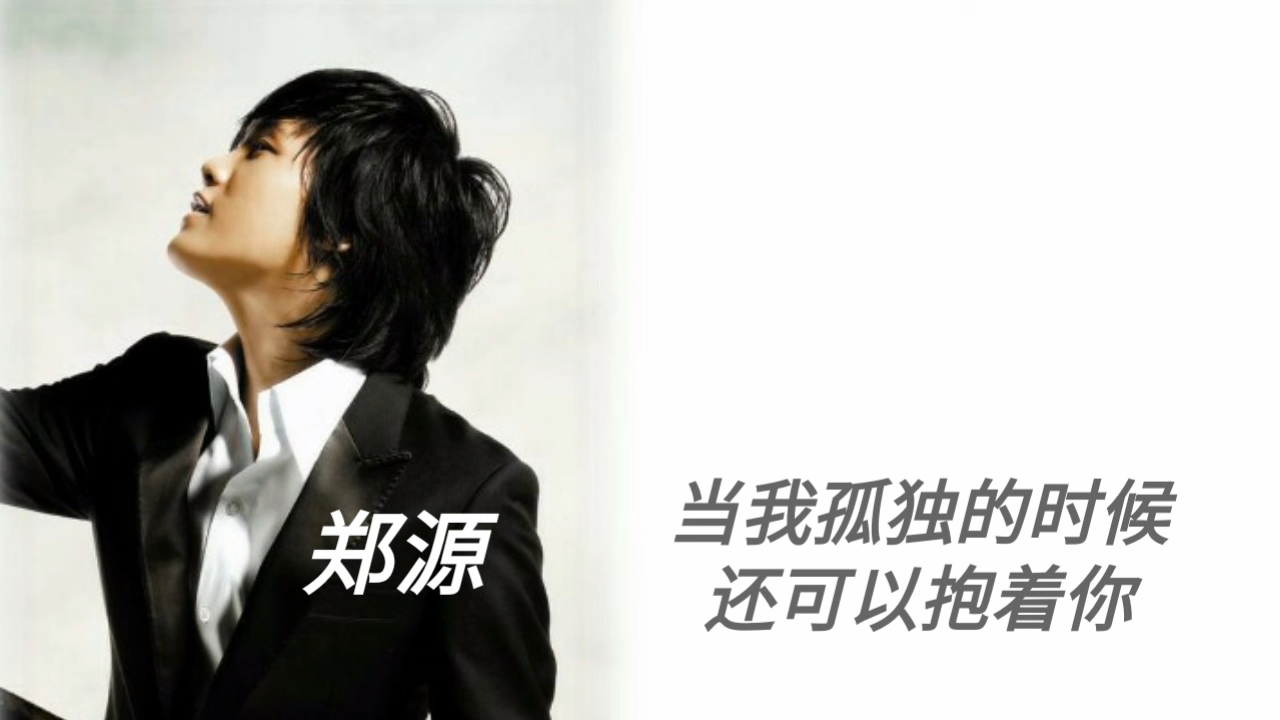 郑源
当我孤独的时候
还可以抱着你